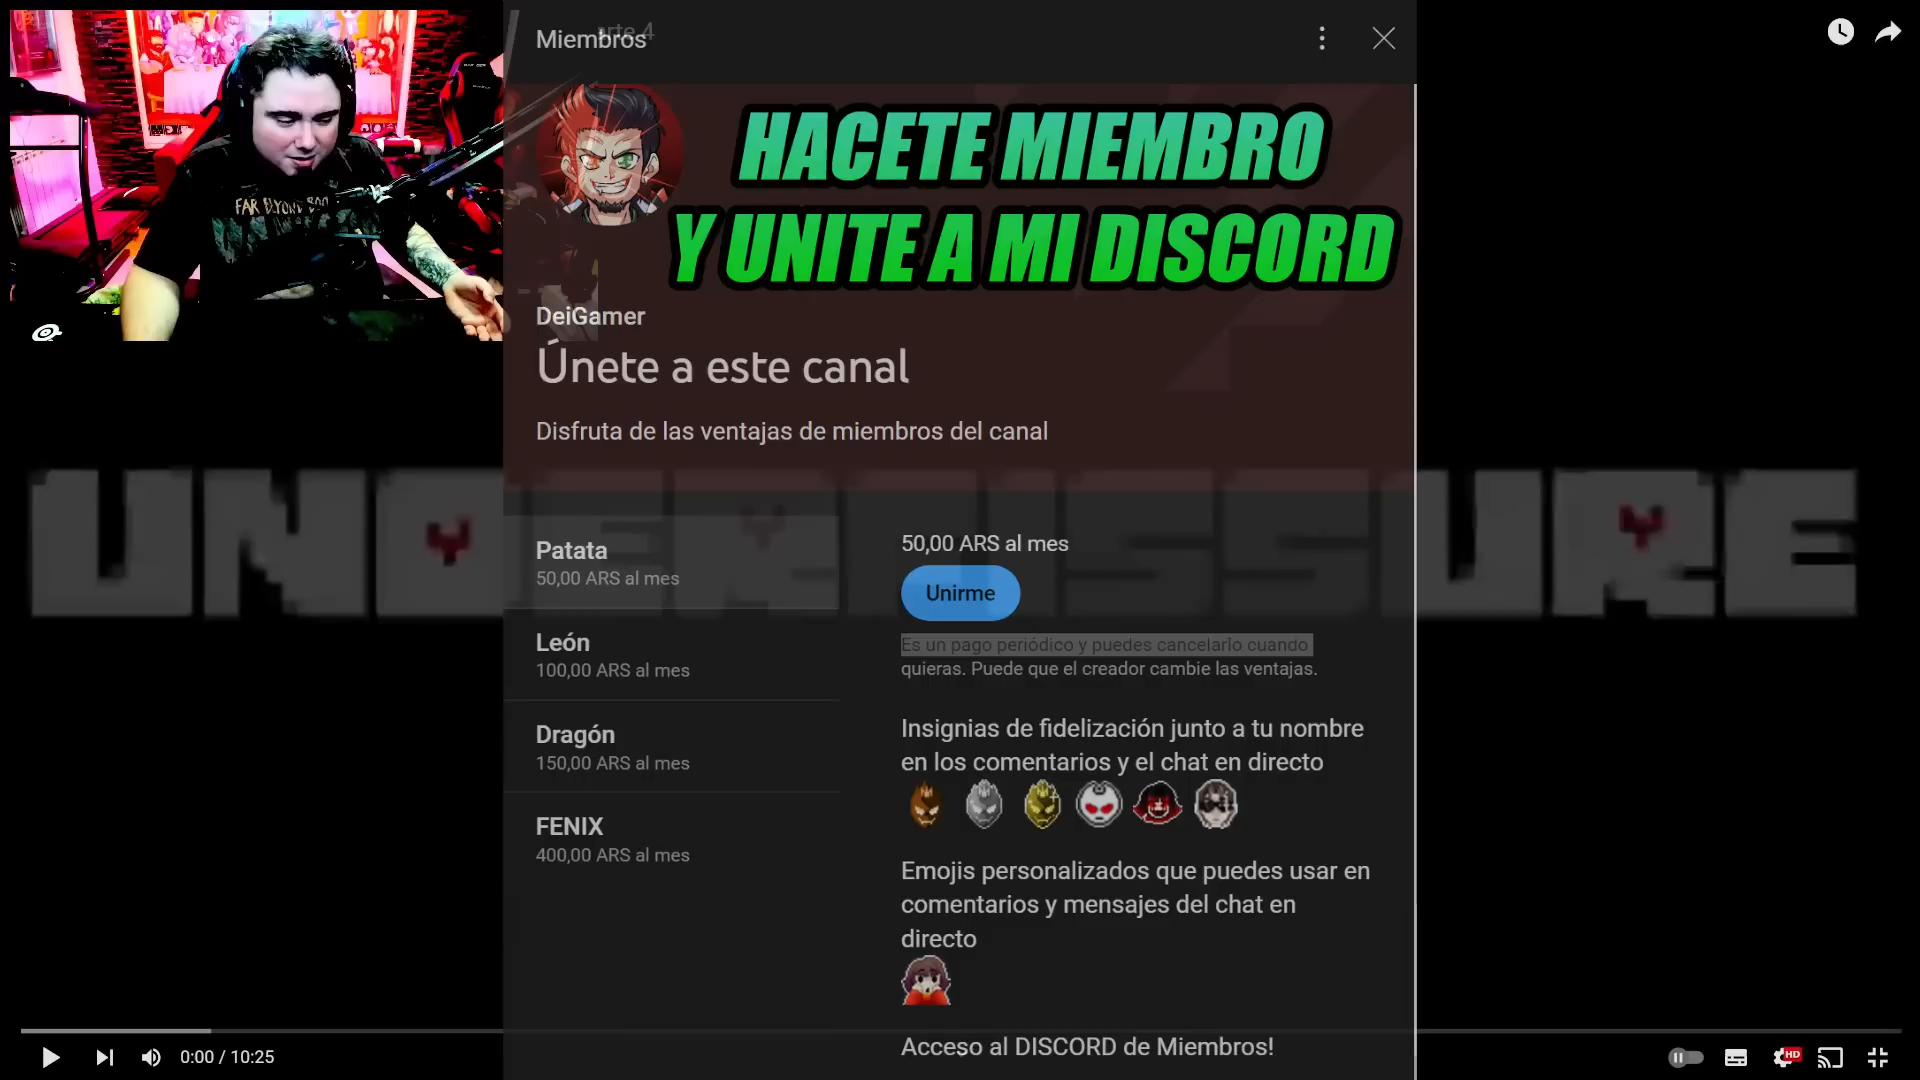 arte 4
Miembros
HACETE MIEMBRO
Y UNITE A MI DISCORD
DeiGamer
Únete a este canal
Disfruta de las ventajas de miembros del canal
Patata
50,00 ARS al mes
León
100,00 ARS al mes
Dragón
150,00 ARS al mes
FENIX
400,00 ARS al mes
50,00 ARS al mes
Unirme
Es un pago periódico y puedes cancelarlo cuando
quieras. Puede que el creador cambie las ventajas.
Insignias de fidelización junto a tu nombre
en los comentarios y el chat en directo
Emojis personalizados que puedes usar en
comentarios y mensajes del chat en
directo
Acceso al DISCORD de Miembros!
0:00 / 10:25
HD